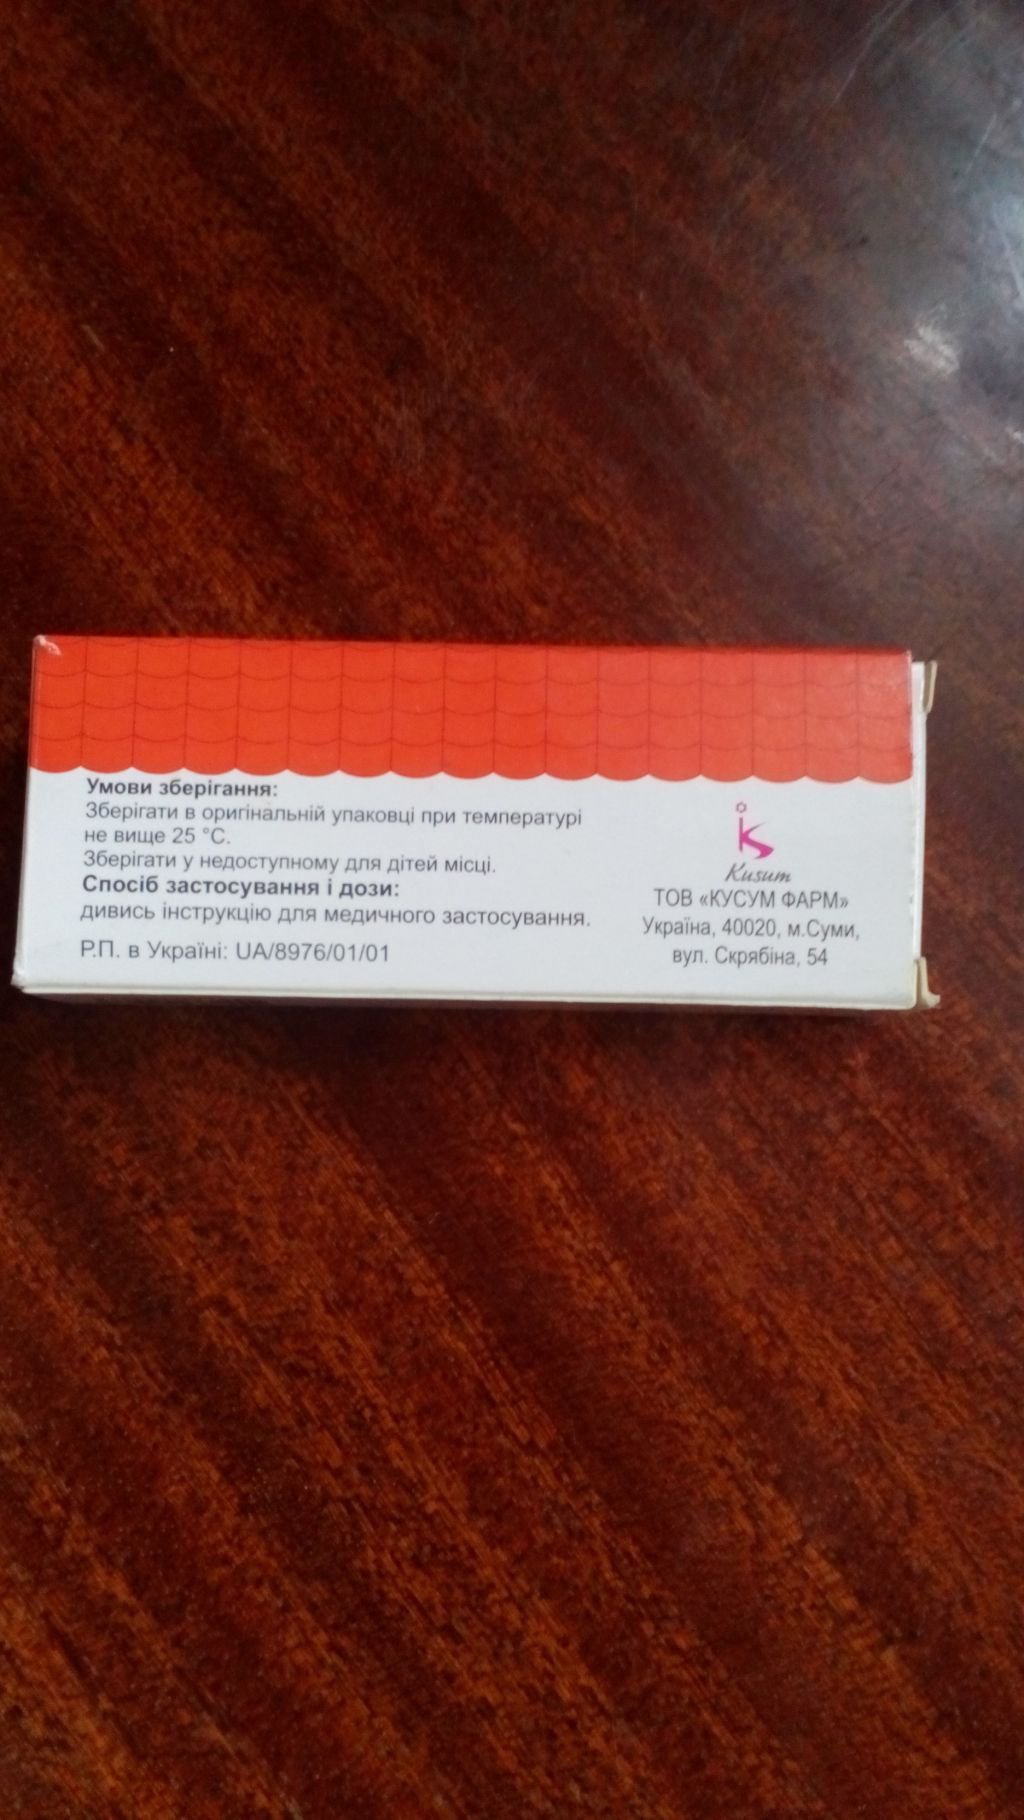 Умови зберігання:
Зберігати в оригінальній упаковці при температурі
не вище 25 °C.
Зберігати у недоступному для дітей місці.
Спосіб застосування і дози:
дивись інструкцію для медичного застосування.
Р.П. в Україні: UA/8976/01/01
Kusum
ТОВ «КУСУМ ФАРМ»
Україна, 40020, м.Суми,
вул. Скрябіна, 54